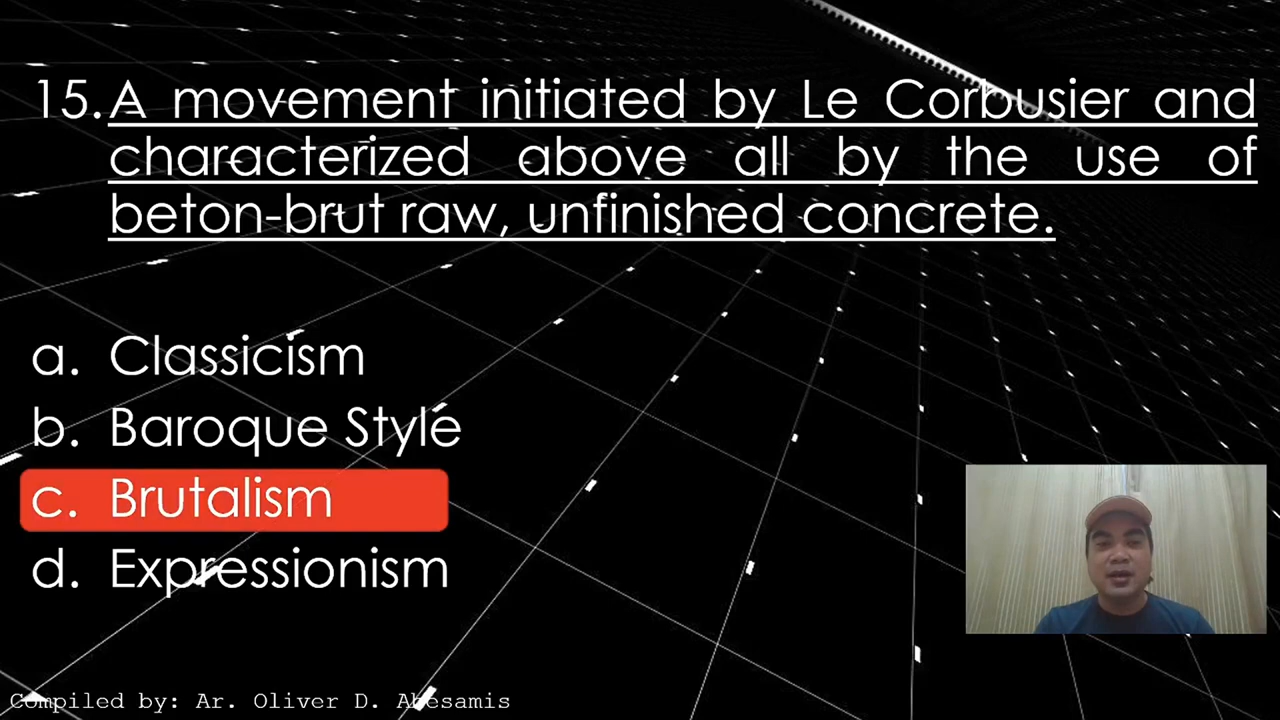 15. A movement initiated by Le Corbusier and
characterized above all by the use of
beton-brut raw, unfinished concrete.
a. Classicism
b. Baroque Style
c. Brutalism
d. Expressionism
Compiled by: Ar. Oliver D. Abesamis